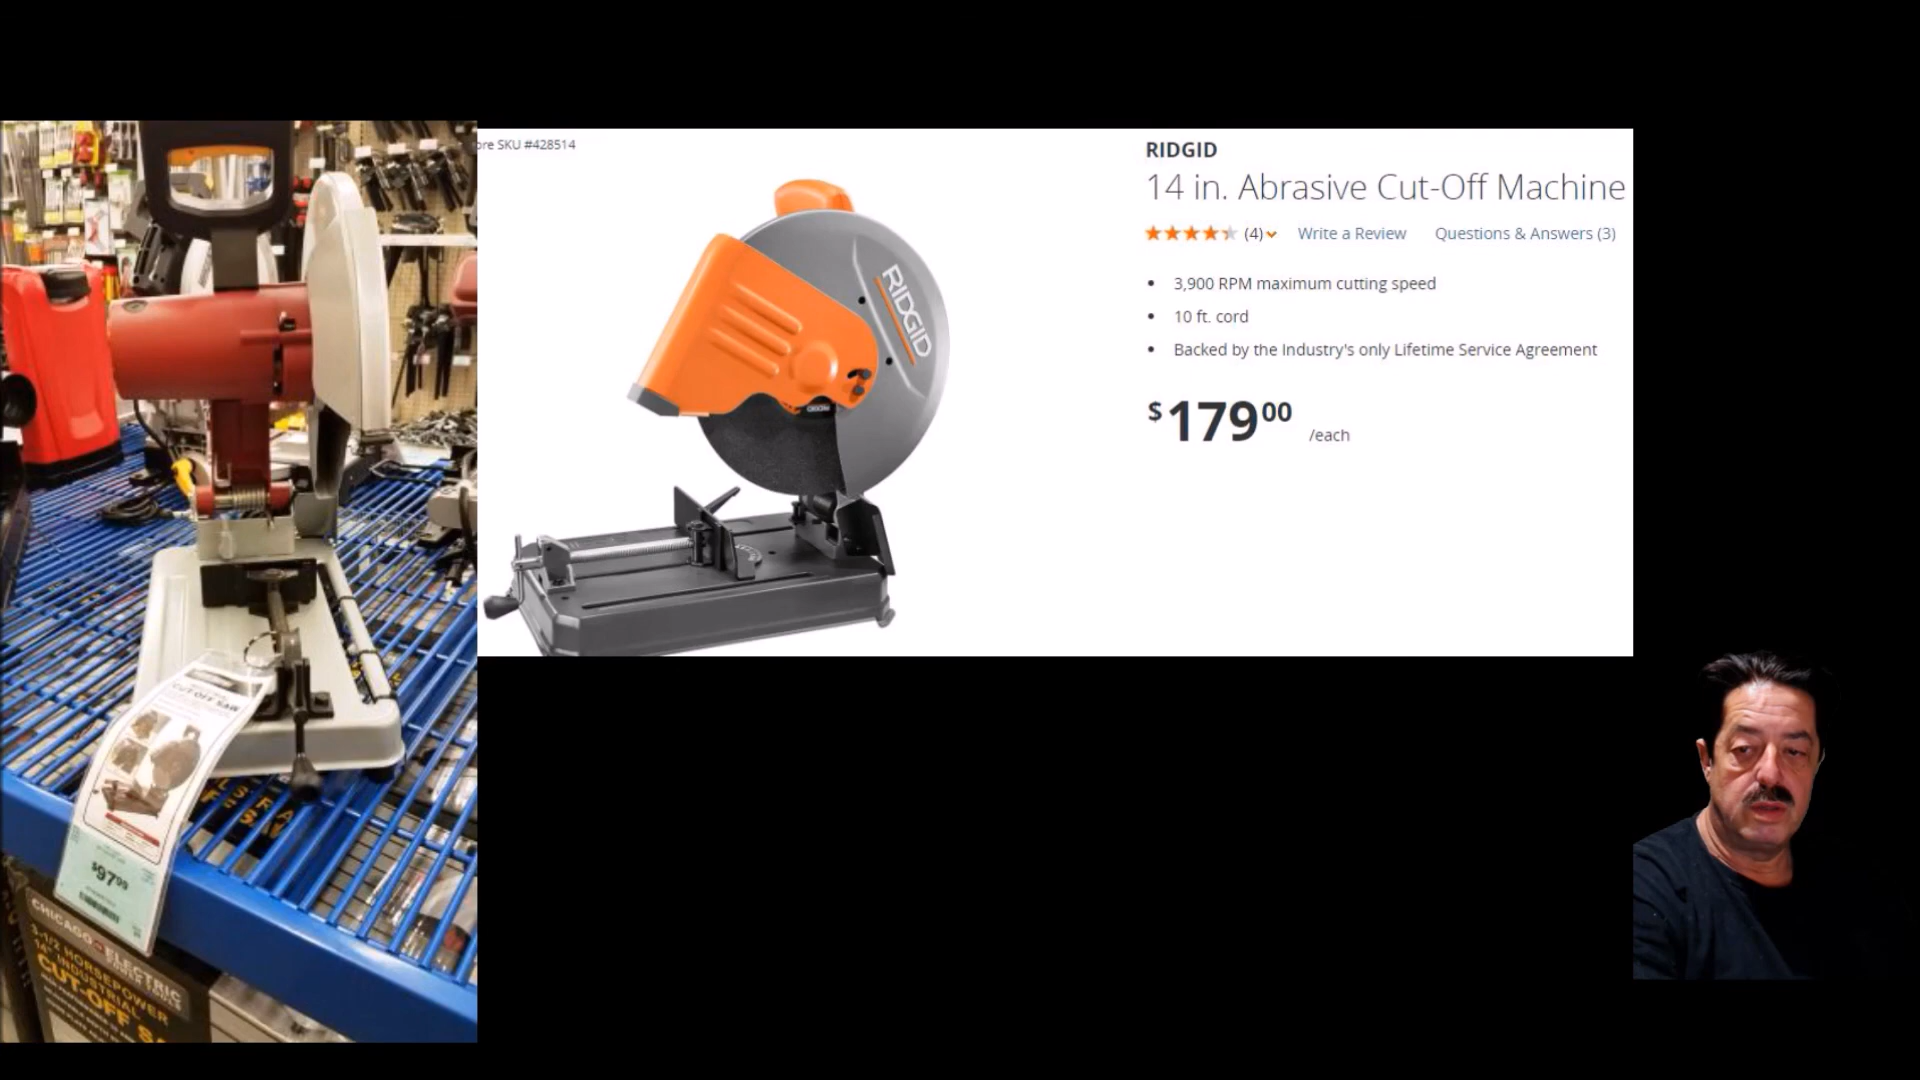 ore SKU #428514
RIDGID
14 in. Abrasive Cut-Off Machine
(4) Write a Review Questions & Answers (3)
3,900 RPM maximum cutting speed
10 ft. cord
Backed by the Industry's only Lifetime Service Agreement
$179 00 /each
RIDGID
RIDGID
CUT-OFF SAW
$97 99
CHICAGO ELECTRIC
3-1/2 HORSEPOWER
14" INDUSTRIAL
CUT-OFF S